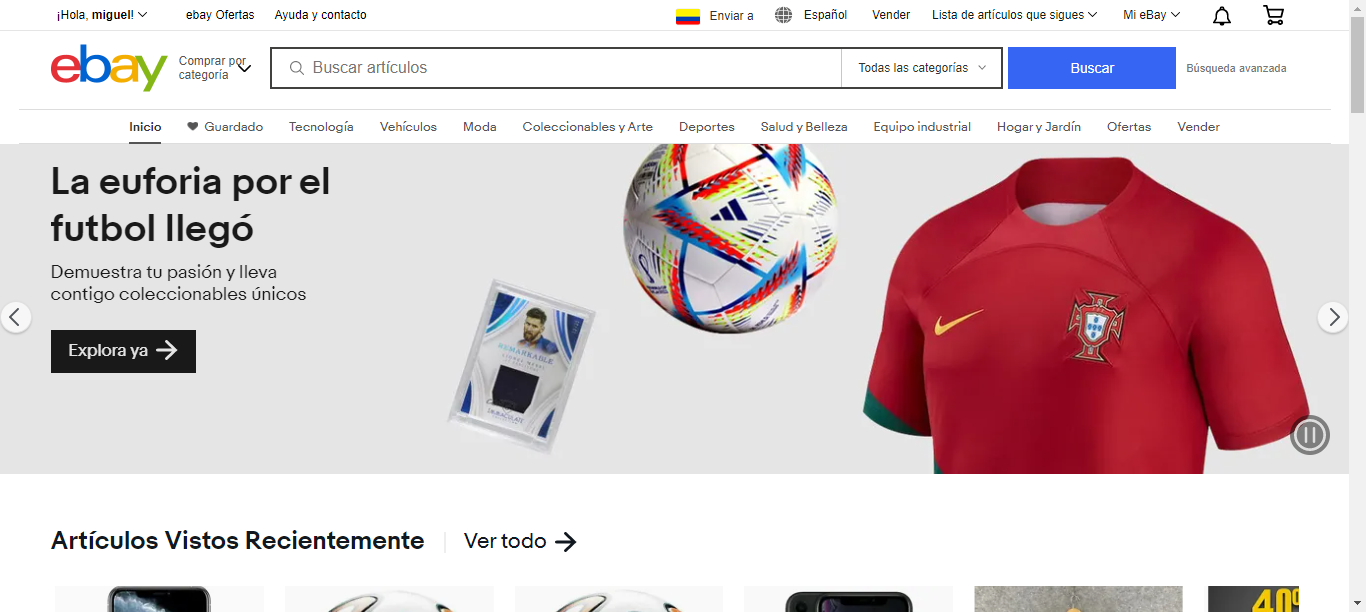 ¡Hola, miguel!
ebay Ofertas
Ayuda y contacto
Enviar a
Español
Vender
Lista de artículos que sigues
Mi eBay
ebay
Comprar por
categoría
Buscar artículos
Todas las categorías
Buscar
Búsqueda avanzada
Inicio
Guardado
Tecnología
Vehículos
Moda
Coleccionables y Arte
Deportes
Salud y Belleza
Equipo industrial
Hogar y Jardín
Ofertas
Vender
La euforia por el
futbol llegó
Demuestra tu pasión y lleva
contigo coleccionables únicos
Explora ya
REMARKABLE
Artículos Vistos Recientemente
Ver todo